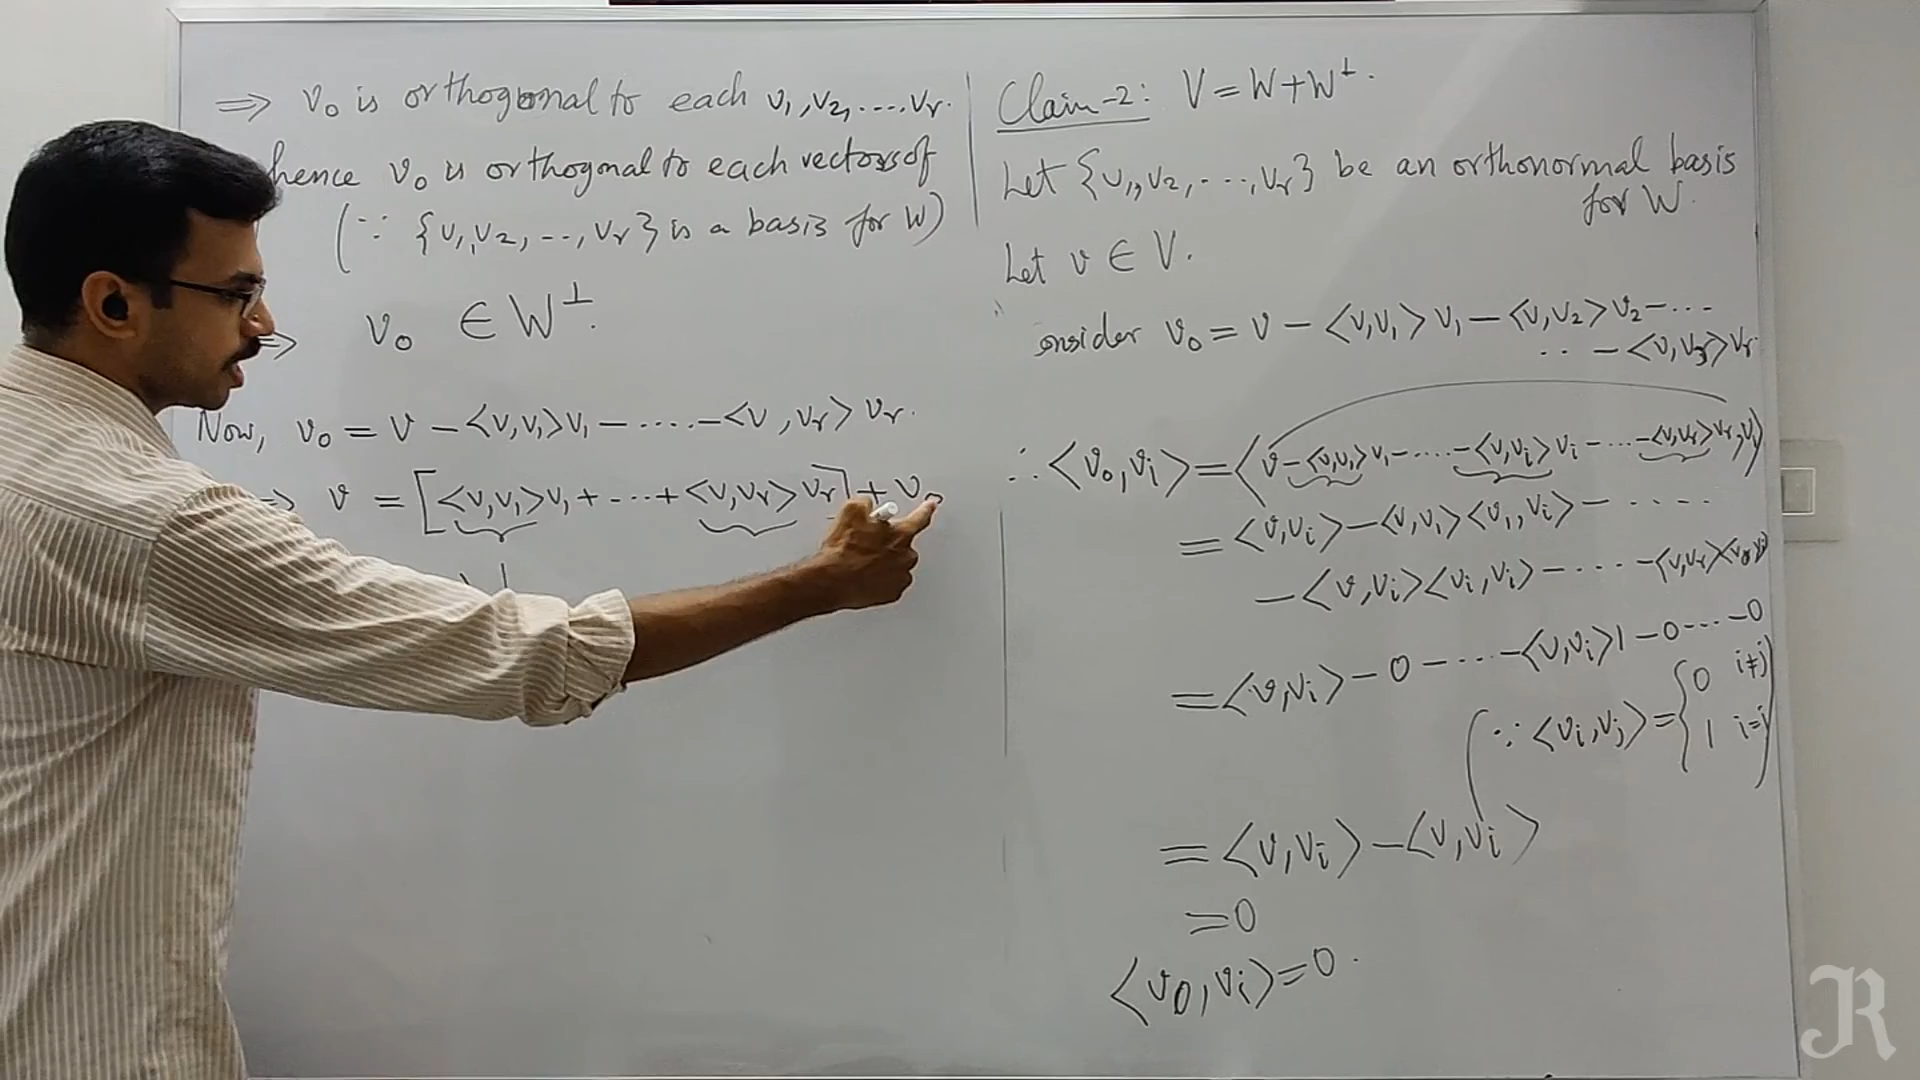 ⇒ v₀ is orthogonal to each v₁, v₂, ...., vᵣ.
hence v₀ is orthogonal to each vectors of
(∵ {v₁, v₂, ..., vᵣ} is a basis for W)
⇒ v₀ ∈ W^⊥.
Now, v₀ = v − <v,v₁>v₁ − ..... − <v, vᵣ> vᵣ.
⇒ v = [<v,v₁>v₁ + ... + <v,vᵣ> vᵣ] + v₀
Claim-2: V = W + W^⊥.
Let {v₁, v₂, ..., vᵣ} be an orthonormal basis
for W.
Let v ∈ V.
onsider v₀ = v − <v,v₁> v₁ − <v,v₂> v₂ − ...
.. − <v,vᵣ>vᵣ.
∴ <v₀,vᵢ> = <v − <v,v₁> v₁ − .... − <v,vᵢ> vᵢ − ... − <v,vᵣ> vᵣ, vᵢ>
= <v,vᵢ> − <v,v₁><v₁,vᵢ> − .....
− <v,vᵢ><vᵢ,vᵢ> − .... − <v,vᵣ><vᵣ,vᵢ>
= <v,vᵢ> − 0 − .... − <v,vᵢ>1 − 0 ... − 0
∵ <vᵢ,vⱼ> = { 0 i≠j
1 i=j )
= <v,vᵢ> − <v,vᵢ>
= 0
<v₀,vᵢ> = 0.
R